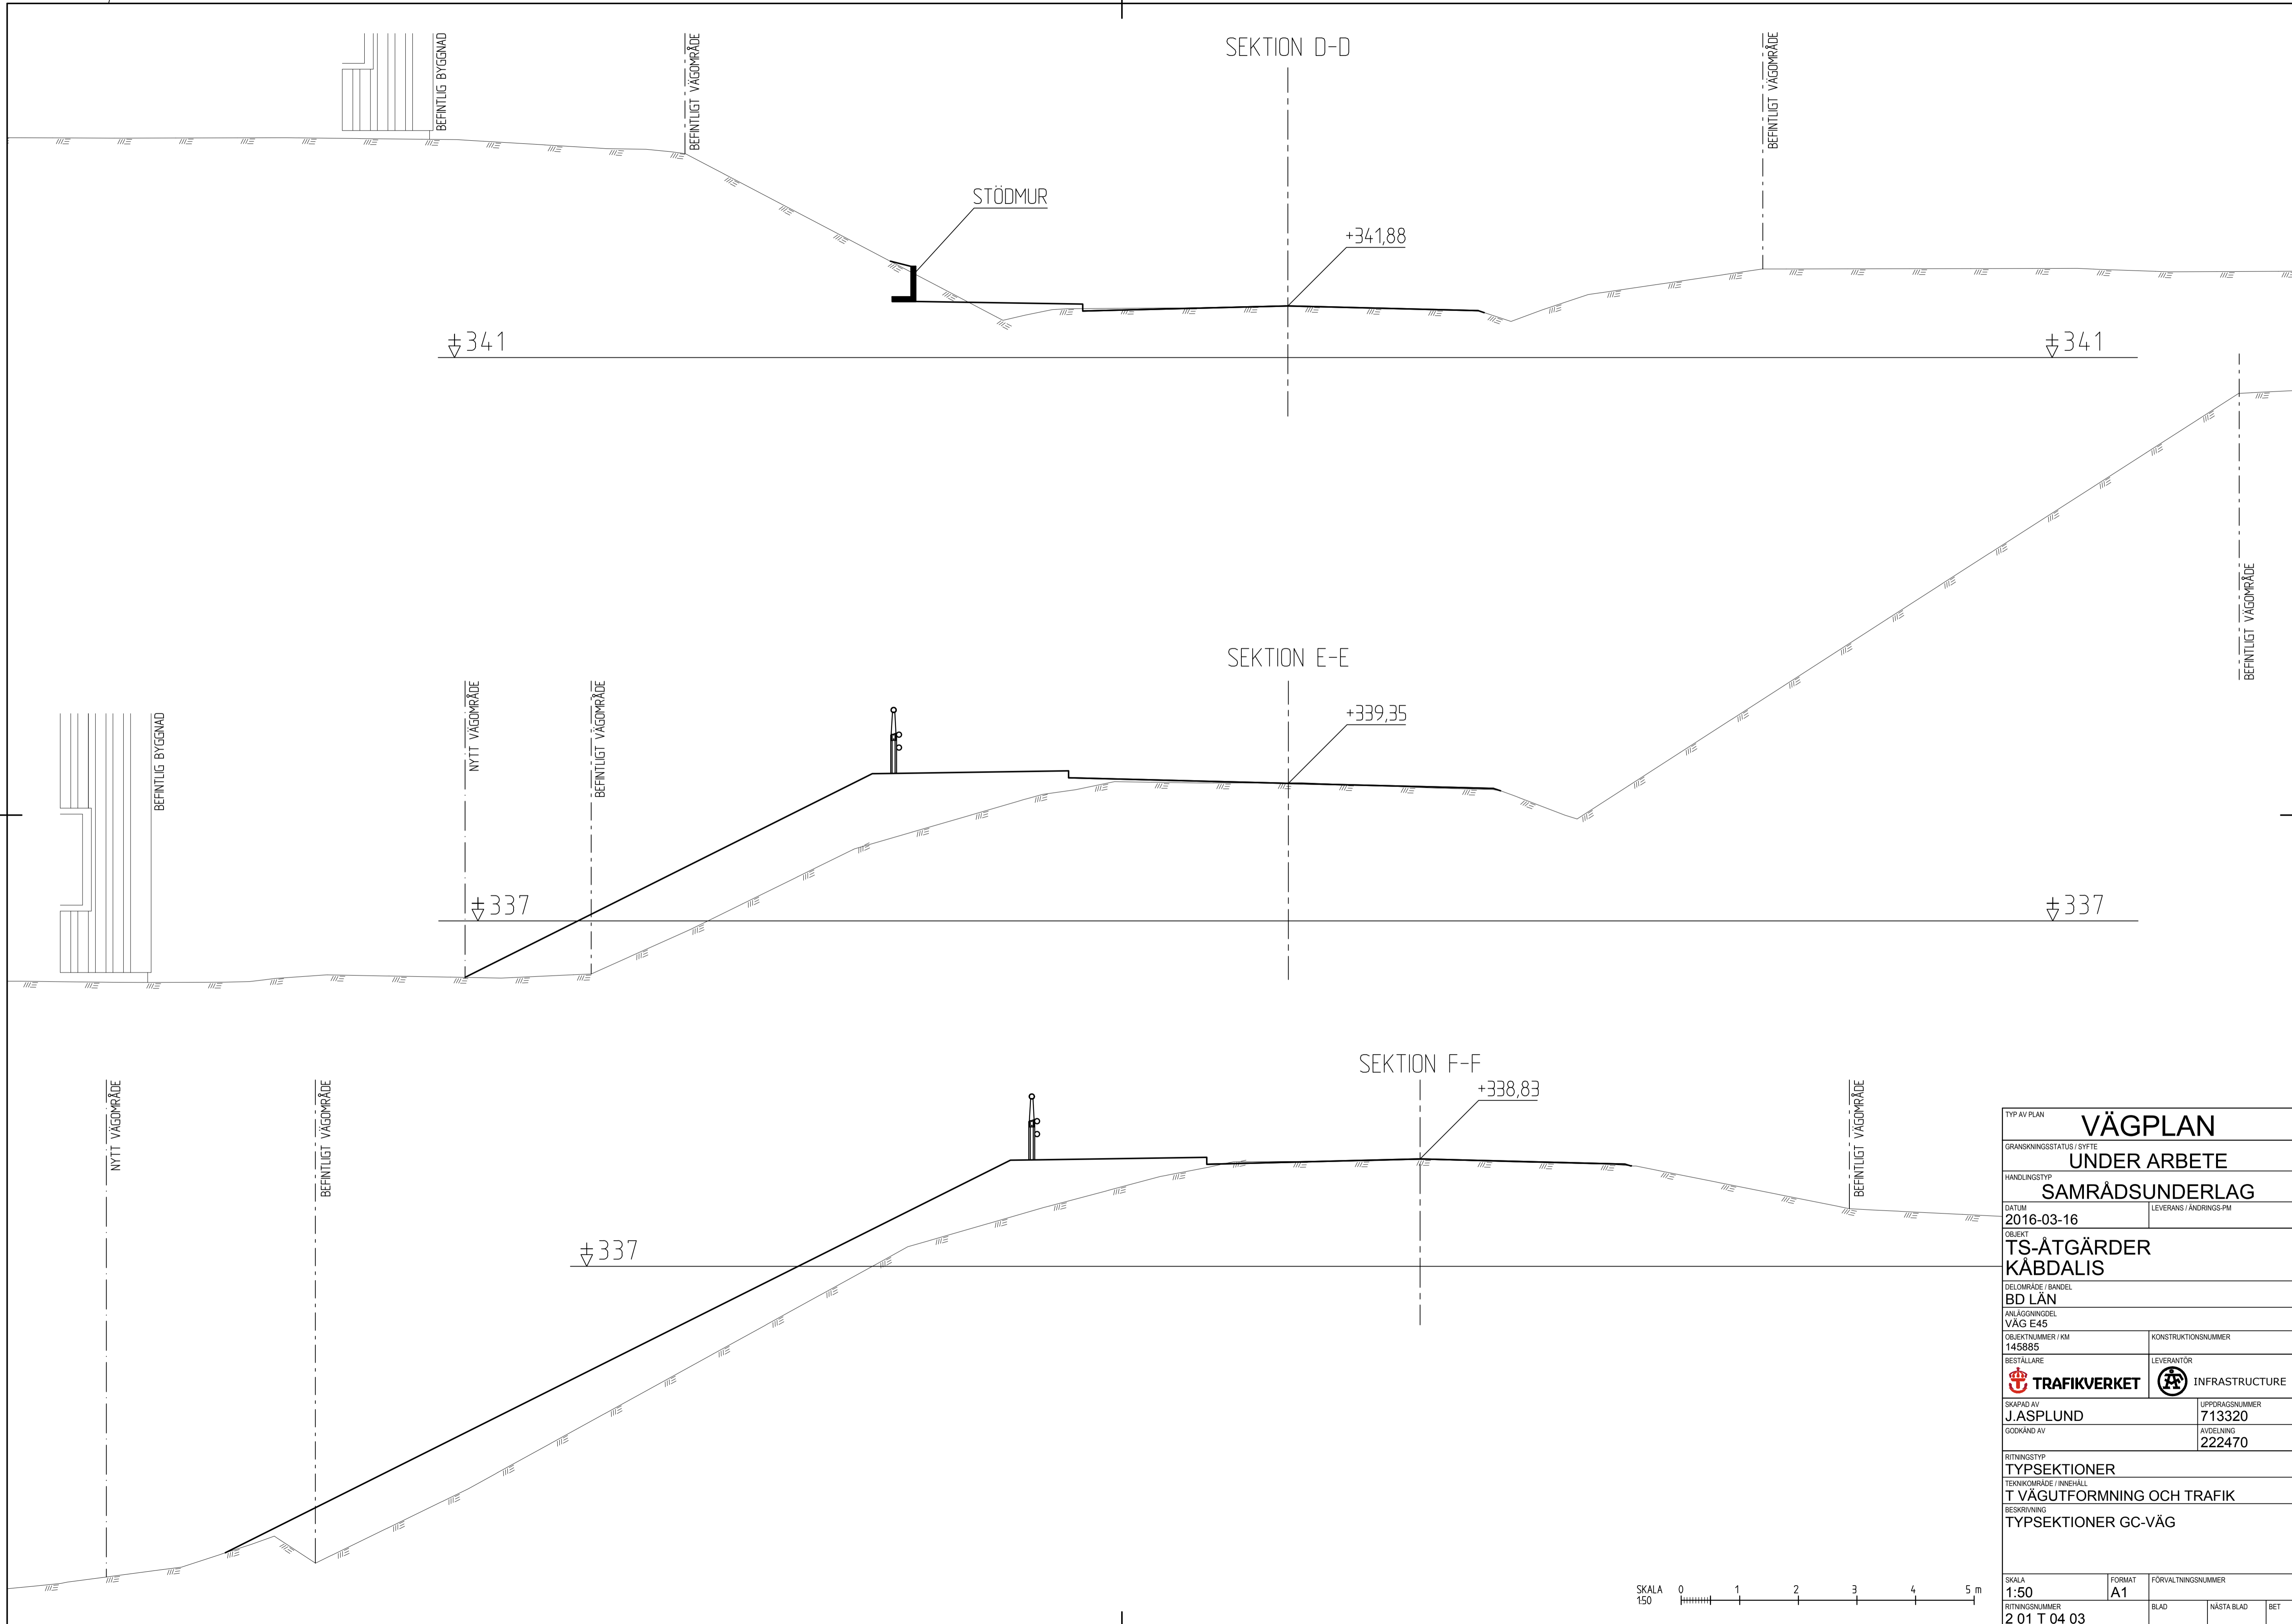 SEKTION D-D
BEFINTLIG BYGGNAD
BEFINTLIGT VÄGOMRÅDE
BEFINTLIGT VÄGOMRÅDE
STÖDMUR
+341,88
±341
±341
BEFINTLIGT VÄGOMRÅDE
SEKTION E-E
BEFINTLIG BYGGNAD
NYTT VÄGOMRÅDE
BEFINTLIGT VÄGOMRÅDE
+339,35
±337
±337
SEKTION F-F
NYTT VÄGOMRÅDE
BEFINTLIGT VÄGOMRÅDE
+338,83
BEFINTLIGT VÄGOMRÅDE
±337
SKALA 0 1 2 3 4 5 m
1:50
TYP AV PLAN
VÄGPLAN
GRANSKNINGSSTATUS / SYFTE
UNDER ARBETE
HANDLINGSTYP
SAMRÅDSUNDERLAG
DATUM
2016-03-16
LEVERANS / ÄNDRINGS-PM
OBJEKT
TS-ÅTGÄRDER
KÅBDALIS
DELOMRÅDE / BANDEL
BD LÄN
ANLÄGGNINGDEL
VÄG E45
OBJEKTNUMMER / KM
145885
KONSTRUKTIONSNUMMER
BESTÄLLARE
TRAFIKVERKET
LEVERANTÖR
INFRASTRUCTURE
SKAPAD AV
J.ASPLUND
UPPDRAGSNUMMER
713320
GODKÄND AV
AVDELNING
222470
RITNINGSTYP
TYPSEKTIONER
TEKNIKOMRÅDE / INNEHÅLL
T VÄGUTFORMNING OCH TRAFIK
BESKRIVNING
TYPSEKTIONER GC-VÄG
SKALA
1:50
FORMAT
A1
FÖRVALTNINGSNUMMER
RITNINGSNUMMER
2 01 T 04 03
BLAD
NÄSTA BLAD
BET